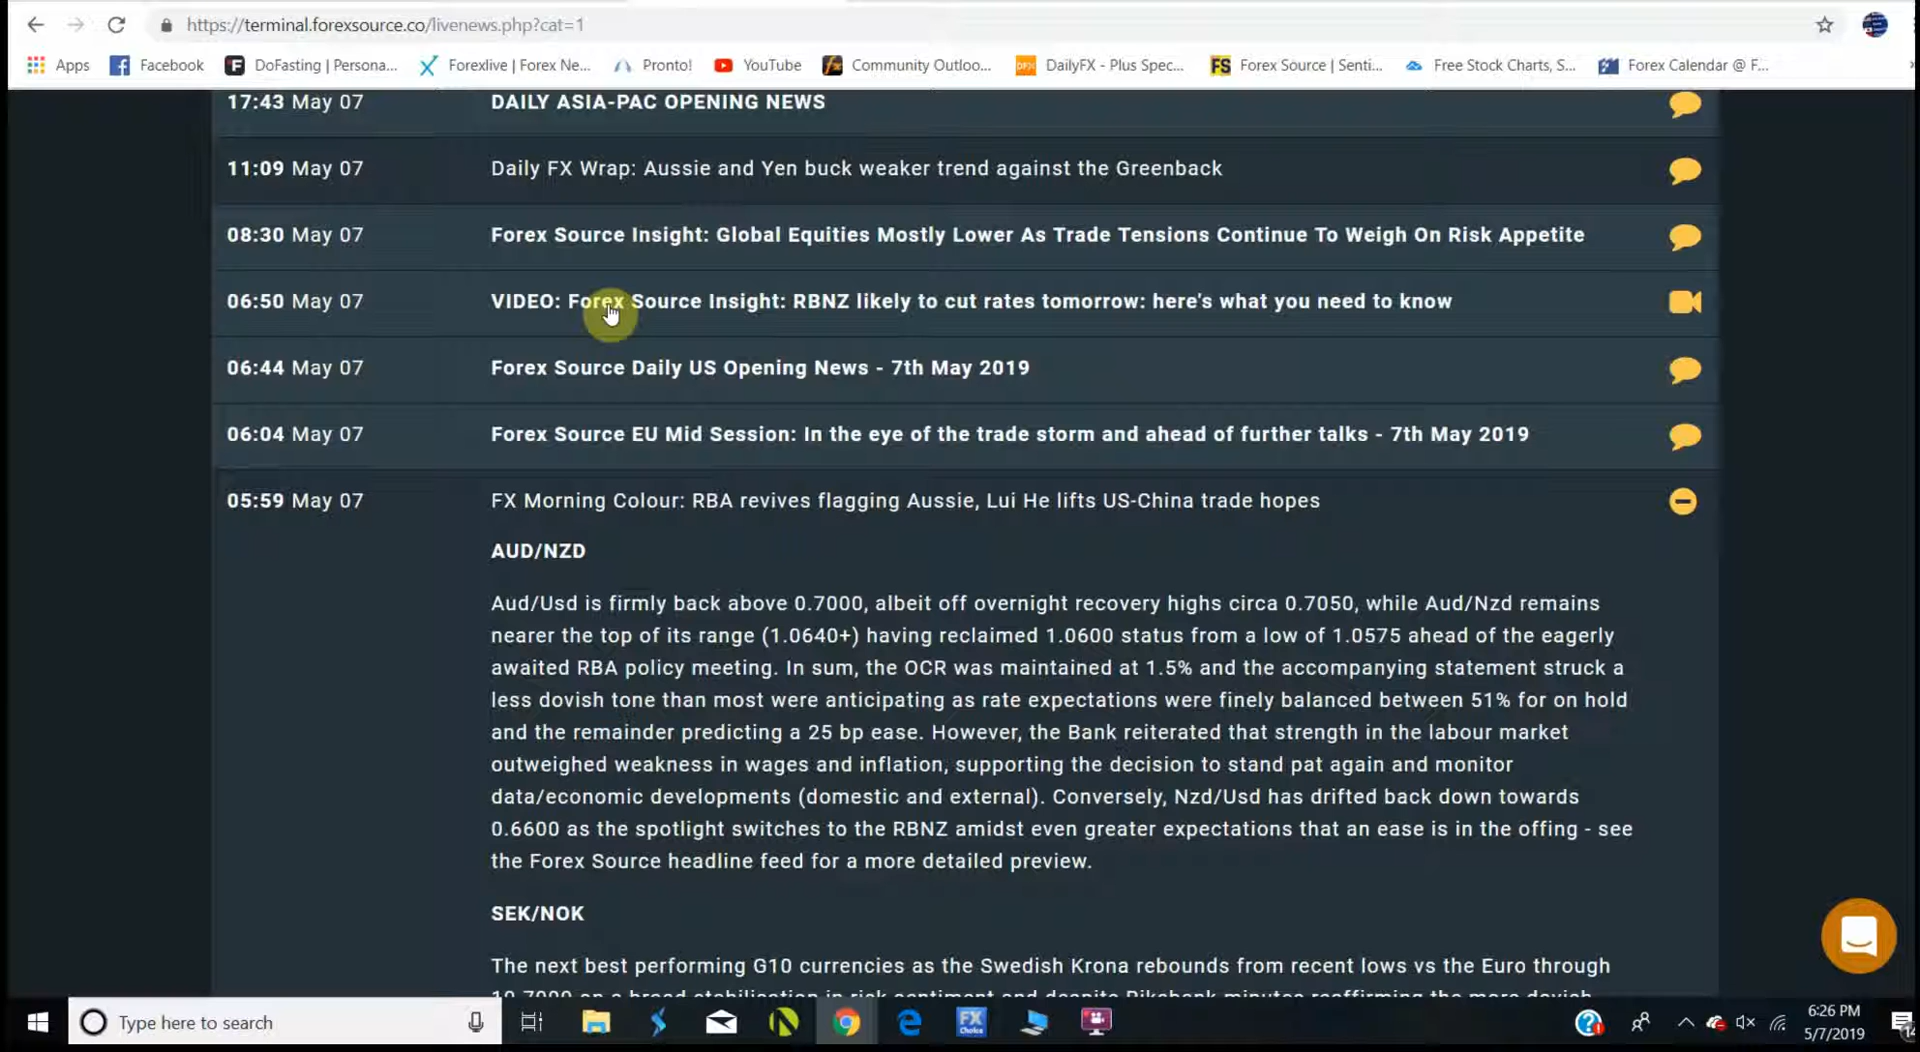 https://terminal.forexsource.co/livenews.php?cat=1
Apps Facebook DoFasting | Persona... Forexlive | Forex Ne... Pronto! YouTube Community Outloo... DailyFX - Plus Spec... Forex Source | Senti... Free Stock Charts, S... Forex Calendar @ F...
17:43 May 07 DAILY ASIA-PAC OPENING NEWS
11:09 May 07 Daily FX Wrap: Aussie and Yen buck weaker trend against the Greenback
08:30 May 07 Forex Source Insight: Global Equities Mostly Lower As Trade Tensions Continue To Weigh On Risk Appetite
06:50 May 07 VIDEO: Forex Source Insight: RBNZ likely to cut rates tomorrow: here's what you need to know
06:44 May 07 Forex Source Daily US Opening News - 7th May 2019
06:04 May 07 Forex Source EU Mid Session: In the eye of the trade storm and ahead of further talks - 7th May 2019
05:59 May 07 FX Morning Colour: RBA revives flagging Aussie, Lui He lifts US-China trade hopes
AUD/NZD
Aud/Usd is firmly back above 0.7000, albeit off overnight recovery highs circa 0.7050, while Aud/Nzd remains
nearer the top of its range (1.0640+) having reclaimed 1.0600 status from a low of 1.0575 ahead of the eagerly
awaited RBA policy meeting. In sum, the OCR was maintained at 1.5% and the accompanying statement struck a
less dovish tone than most were anticipating as rate expectations were finely balanced between 51% for on hold
and the remainder predicting a 25 bp ease. However, the Bank reiterated that strength in the labour market
outweighed weakness in wages and inflation, supporting the decision to stand pat again and monitor
data/economic developments (domestic and external). Conversely, Nzd/Usd has drifted back down towards
0.6600 as the spotlight switches to the RBNZ amidst even greater expectations that an ease is in the offing - see
the Forex Source headline feed for a more detailed preview.
SEK/NOK
The next best performing G10 currencies as the Swedish Krona rebounds from recent lows vs the Euro through
on a broad stabilisation in risk sentiment and despite Riksbank minutes reaffirming the more dovish
Type here to search
FX Choice
6:26 PM
5/7/2019